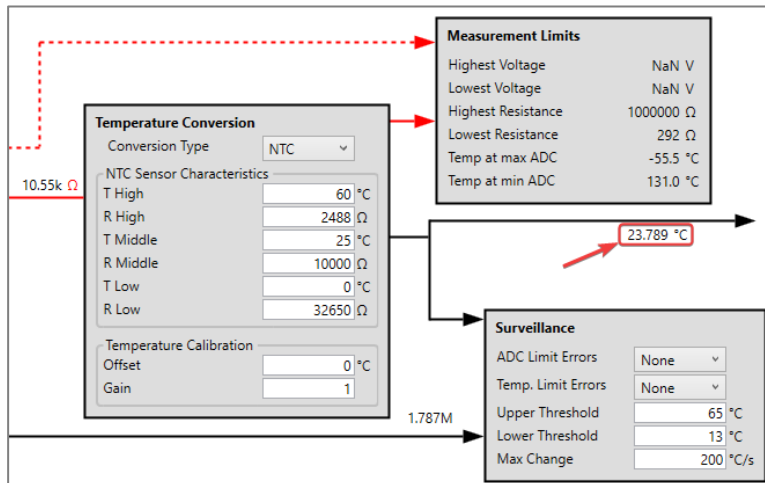 Measurement Limits
Highest Voltage NaN V
Lowest Voltage NaN V
Highest Resistance 1000000 Ω
Lowest Resistance 292 Ω
Temp at max ADC -55.5 °C
Temp at min ADC 131.0 °C
Temperature Conversion
Conversion Type NTC
10.55k Ω
NTC Sensor Characteristics
T High 60 °C
R High 2488 Ω
T Middle 25 °C
R Middle 10000 Ω
T Low 0 °C
R Low 32650 Ω
Temperature Calibration
Offset 0 °C
Gain 1
23.789 °C
1.787M
Surveillance
ADC Limit Errors None
Temp. Limit Errors None
Upper Threshold 65 °C
Lower Threshold 13 °C
Max Change 200 °C/s